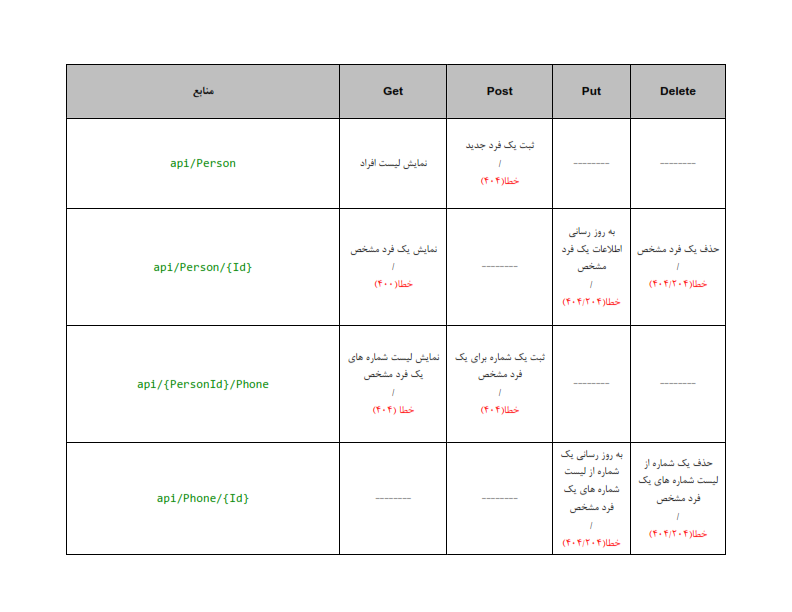 منابع
Get
Post
Put
Delete
api/Person
نمایش لیست افراد
ثبت یک فرد جدید
/
خطا(۴۰۴)
--------
--------
api/Person/{Id}
نمایش یک فرد مشخص
/
خطا(۴۰۰)
--------
به روز رسانی
اطلاعات یک فرد
مشخص
/
خطا(۴۰۴/۲۰۴)
حذف یک فرد مشخص
/
خطا(۴۰۴/۲۰۴)
api/{PersonId}/Phone
نمایش لیست شماره های
یک فرد مشخص
/
خطا (۴۰۴)
ثبت یک شماره برای یک
فرد مشخص
/
خطا(۴۰۴)
--------
--------
api/Phone/{Id}
--------
--------
به روز رسانی یک
شماره از لیست
شماره های یک
فرد مشخص
/
خطا(۴۰۴/۲۰۴)
حذف یک شماره از
لیست شماره های یک
فرد مشخص
/
خطا(۴۰۴/۲۰۴)